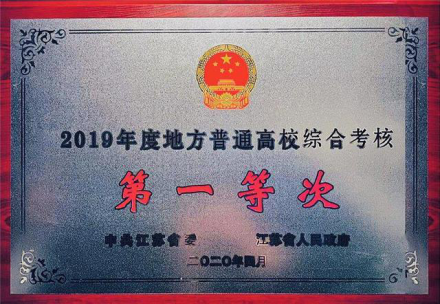 2019年度地方普通高校综合考核
第一等次
中共江苏省委 江苏省人民政府
二〇二〇年四月